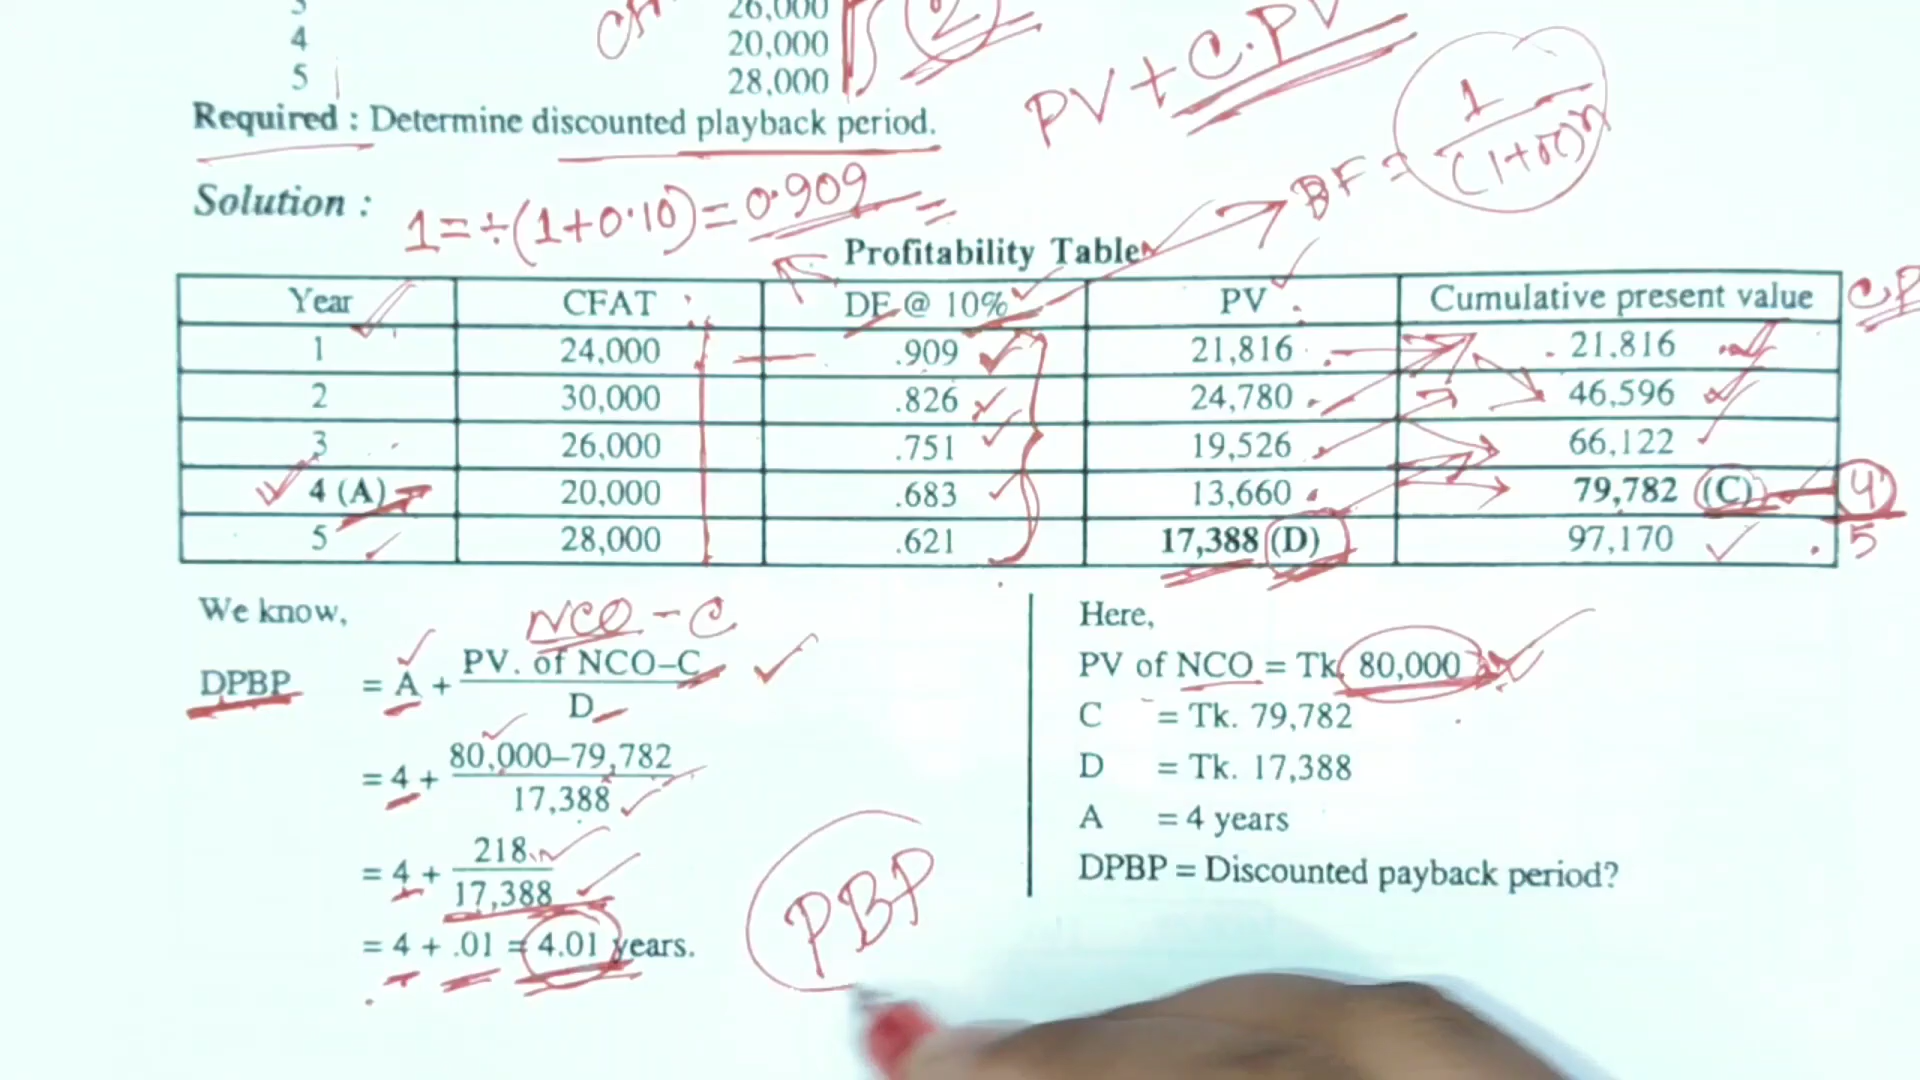 3 26,000
4 20,000
5 28,000
2
PV + C.PV
Required : Determine discounted playback period.
1
(1+r)n
BF =
Solution :
1=÷(1+0.10)=0.909
Profitability Table
Year CFAT DF @ 10% PV Cumulative present value
1 24,000 .909 21,816 21.816
2 30,000 .826 24,780 46,596
3 26,000 .751 19,526 66,122
4 (A) 20,000 .683 13,660 79,782 (C) 4
5 28,000 .621 17,388 (D) 97,170 5
We know,
NCO - C
DPBP = A + PV. of NCO–C
D
= 4 + 80,000–79,782
17,388
= 4 + 218
17,388
= 4 + .01 = 4.01 years.
PBP
Here,
PV of NCO = Tk. 80,000
C = Tk. 79,782
D = Tk. 17,388
A = 4 years
DPBP = Discounted payback period?